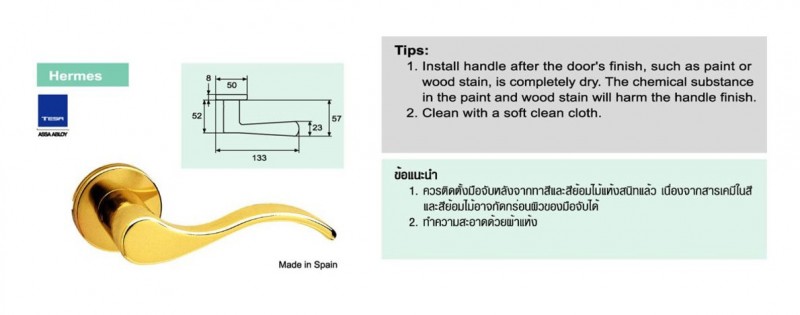 Hermes
TESA
ASSA ABLOY
8
50
52
23
57
133
Made in Spain
Tips:
1. Install handle after the door's finish, such as paint or
wood stain, is completely dry. The chemical substance
in the paint and wood stain will harm the handle finish.
2. Clean with a soft clean cloth.
ข้อแนะนำ
1. ควรติดตั้งมือจับหลังจากทาสีและสีย้อมไม้แห้งสนิทแล้ว เนื่องจากสารเคมีในสี
และสีย้อมไม้อาจกัดกร่อนผิวของมือจับได้
2. ทำความสะอาดด้วยผ้าแห้ง